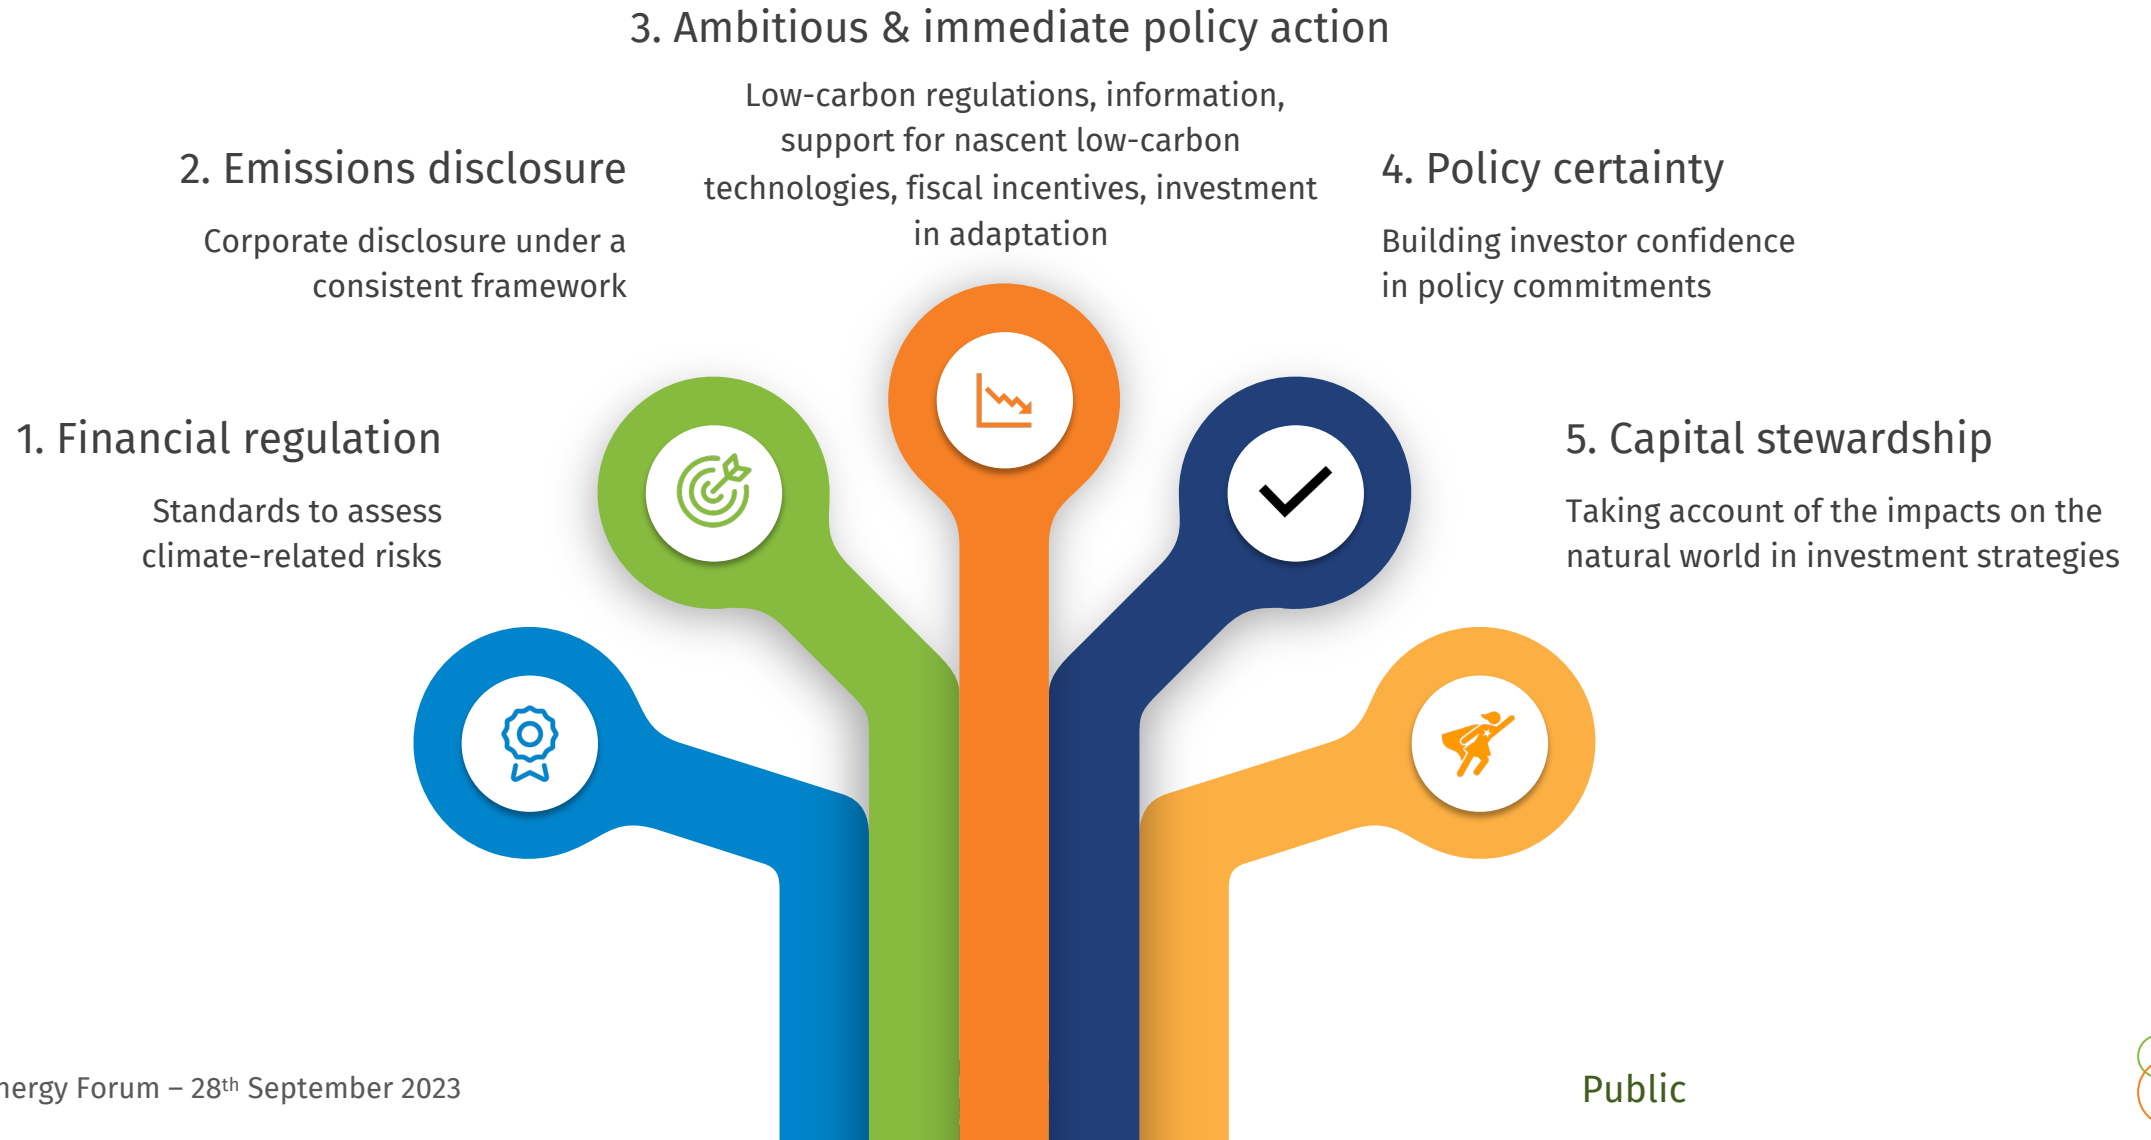 3. Ambitious & immediate policy action
Low-carbon regulations, information,
support for nascent low-carbon
technologies, fiscal incentives, investment
in adaptation
2. Emissions disclosure
Corporate disclosure under a
consistent framework
4. Policy certainty
Building investor confidence
in policy commitments
1. Financial regulation
Standards to assess
climate-related risks
5. Capital stewardship
Taking account of the impacts on the
natural world in investment strategies
Forum – 28th September 2023
Public